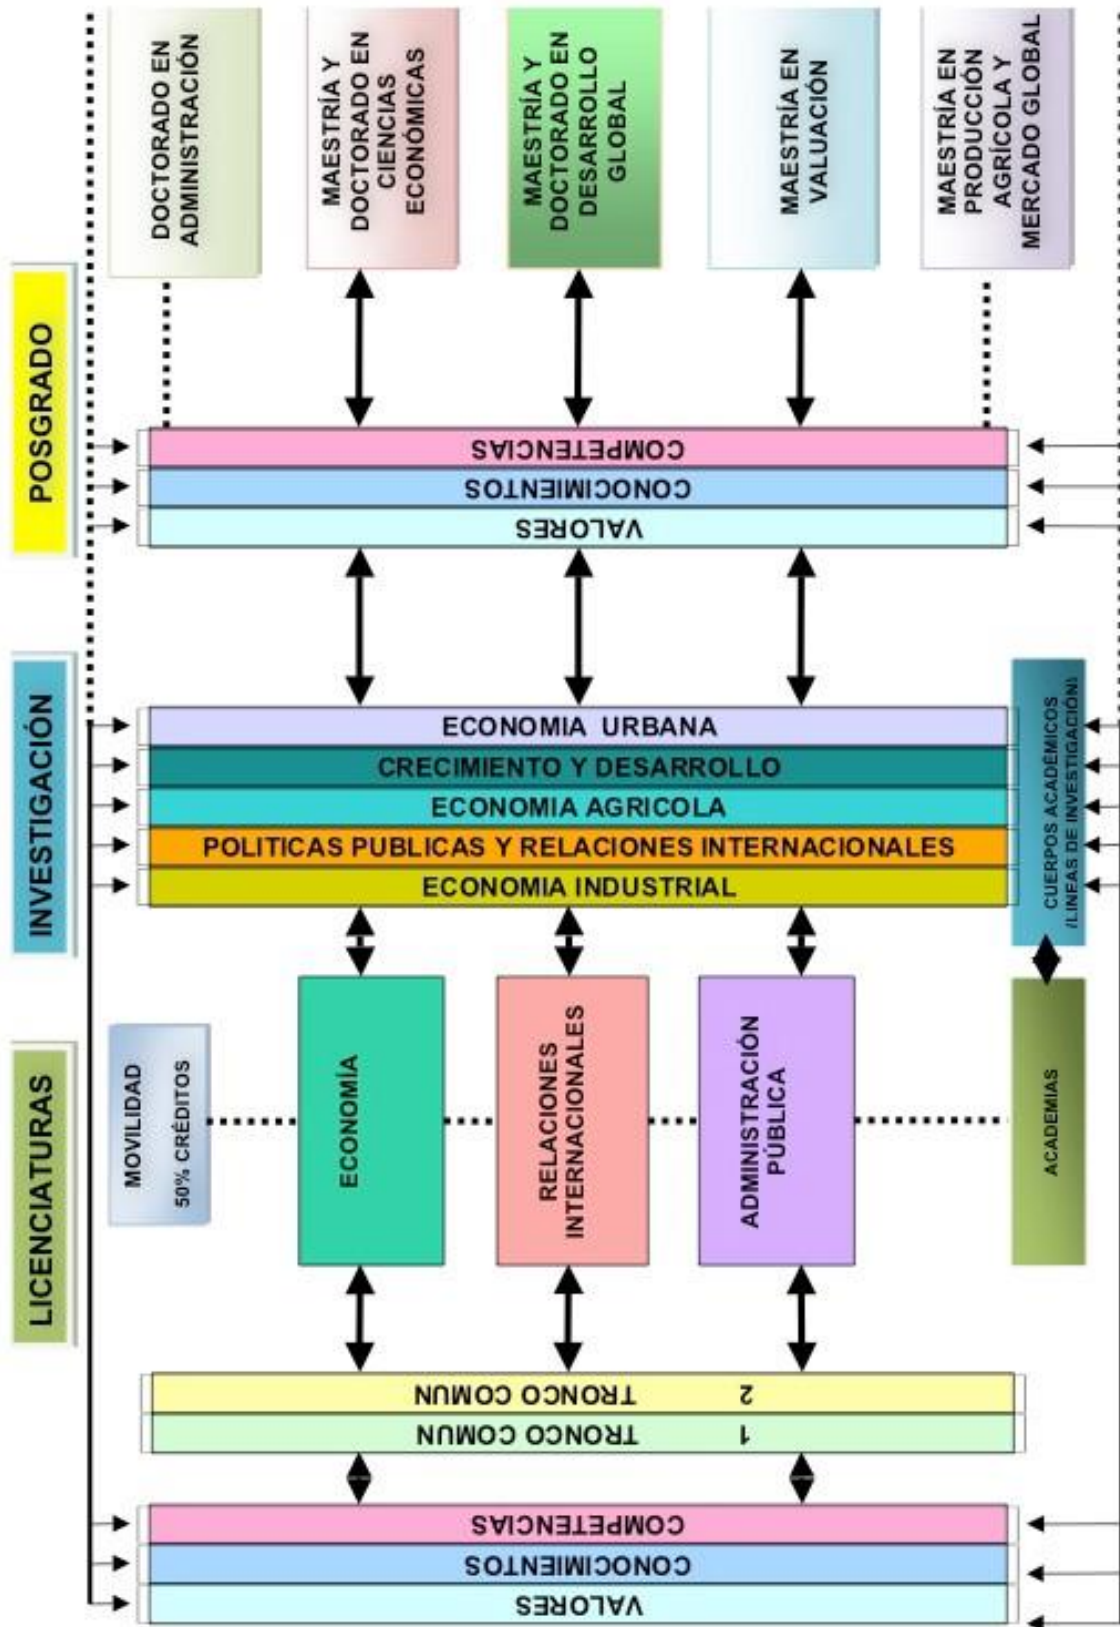 LICENCIATURAS
INVESTIGACIÓN
POSGRADO
VALORES
CONOCIMIENTOS
COMPETENCIAS
1 TRONCO COMUN
2 TRONCO COMUN
MOVILIDAD
50% CRÉDITOS
ECONOMÍA
RELACIONES
INTERNACIONALES
ADMINISTRACIÓN
PÚBLICA
ACADEMIAS
ECONOMIA INDUSTRIAL
POLITICAS PUBLICAS Y RELACIONES INTERNACIONALES
ECONOMIA AGRICOLA
CRECIMIENTO Y DESARROLLO
ECONOMIA URBANA
CUERPOS ACADÉMICOS
(LINEAS DE INVESTIGACIÓN)
VALORES
CONOCIMIENTOS
COMPETENCIAS
DOCTORADO EN
ADMINISTRACIÓN
MAESTRÍA Y
DOCTORADO EN
CIENCIAS
ECONÓMICAS
MAESTRÍA Y
DOCTORADO EN
DESARROLLO
GLOBAL
MAESTRÍA EN
VALUACIÓN
MAESTRÍA EN
PRODUCCIÓN
AGRÍCOLA Y
MERCADO GLOBAL